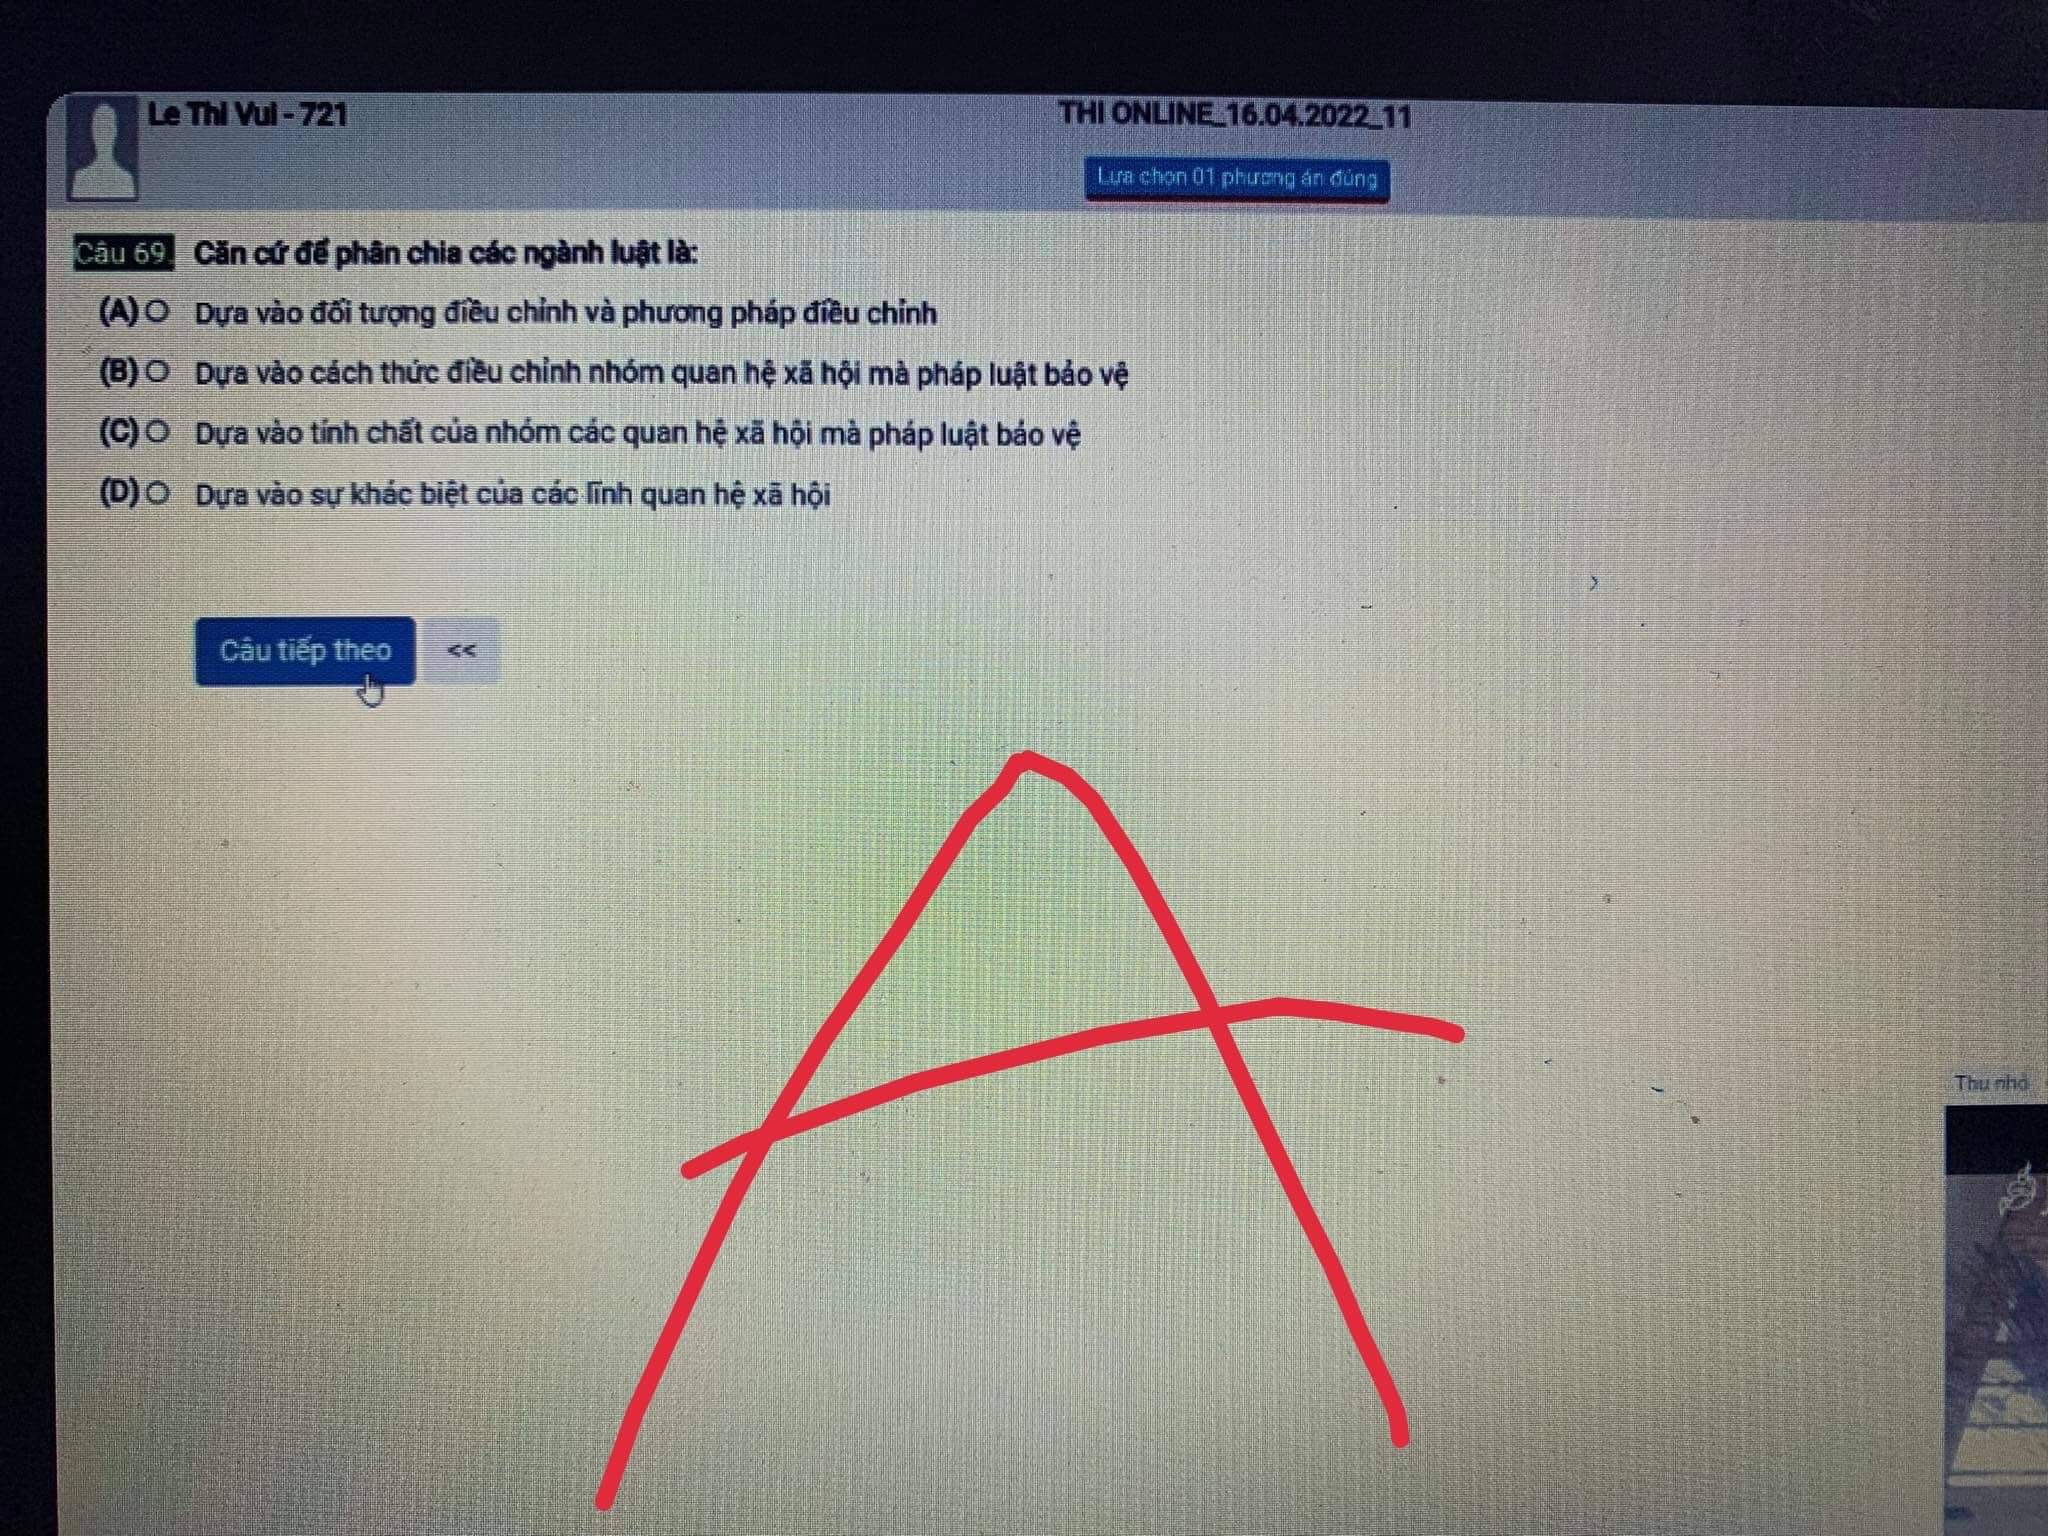 Le Thi Vui - 721
THI ONLINE_16.04.2022_11
Lựa chọn 01 phương án đúng
Câu 69. Căn cứ để phân chia các ngành luật là:
(A) Dựa vào đối tượng điều chỉnh và phương pháp điều chỉnh
(B) Dựa vào cách thức điều chỉnh nhóm quan hệ xã hội mà pháp luật bảo vệ
(C) Dựa vào tính chất của nhóm các quan hệ xã hội mà pháp luật bảo vệ
(D) Dựa vào sự khác biệt của các lĩnh quan hệ xã hội
Câu tiếp theo <<
A
Thu nhỏ